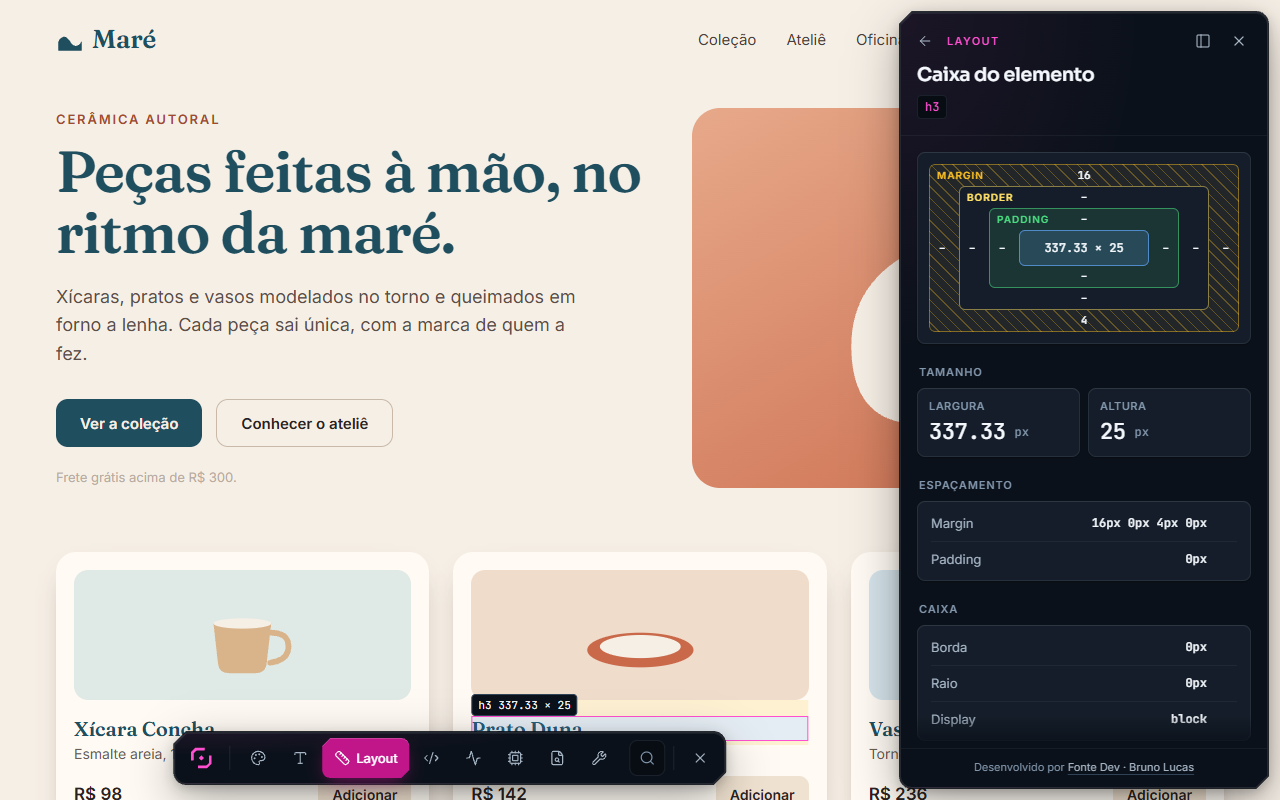 Maré
Coleção Ateliê
CERÂMICA AUTORAL
Peças feitas à mão, no
ritmo da maré.
Xícaras, pratos e vasos modelados no torno e queimados em
forno a lenha. Cada peça sai única, com a marca de quem a
fez.
Ver a coleção Conhecer o ateliê
Frete grátis acima de R$ 300.
h3 337.33 × 25
Xícara Concha Prato Duna
Esmalte areia,
R$ 98 Adicionar R$ 142 Adicionar R$ 236 Adicionar
Layout
LAYOUT
Caixa do elemento
h3
MARGIN 16
BORDER –
PADDING –
– – – 337.33 × 25 – – –
–
–
4
TAMANHO
LARGURA ALTURA
337.33 px 25 px
ESPAÇAMENTO
Margin 16px 0px 4px 0px
Padding 0px
CAIXA
Borda 0px
Raio 0px
Display block
Desenvolvido por Fonte Dev · Bruno Lucas